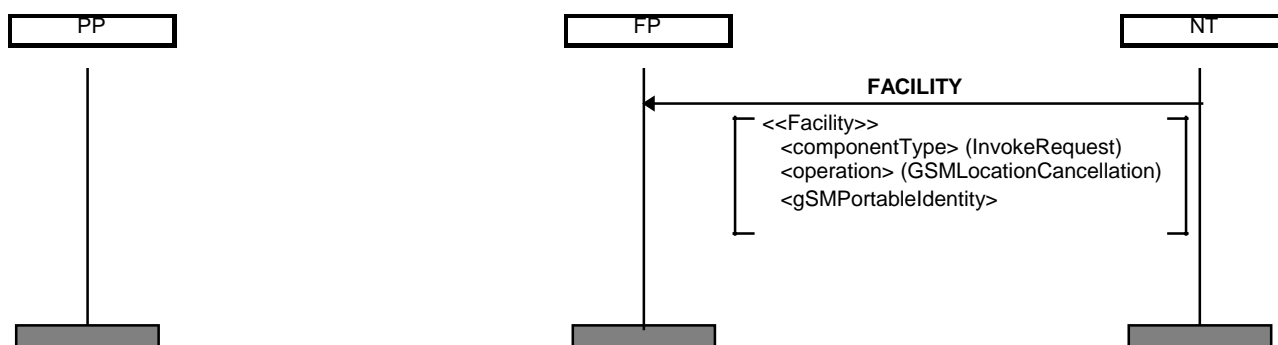 PP FP NT
FACILITY
<<Facility>>
<componentType> (InvokeRequest)
<operation> (GSMLocationCancellation)
<gSMPortableIdentity>